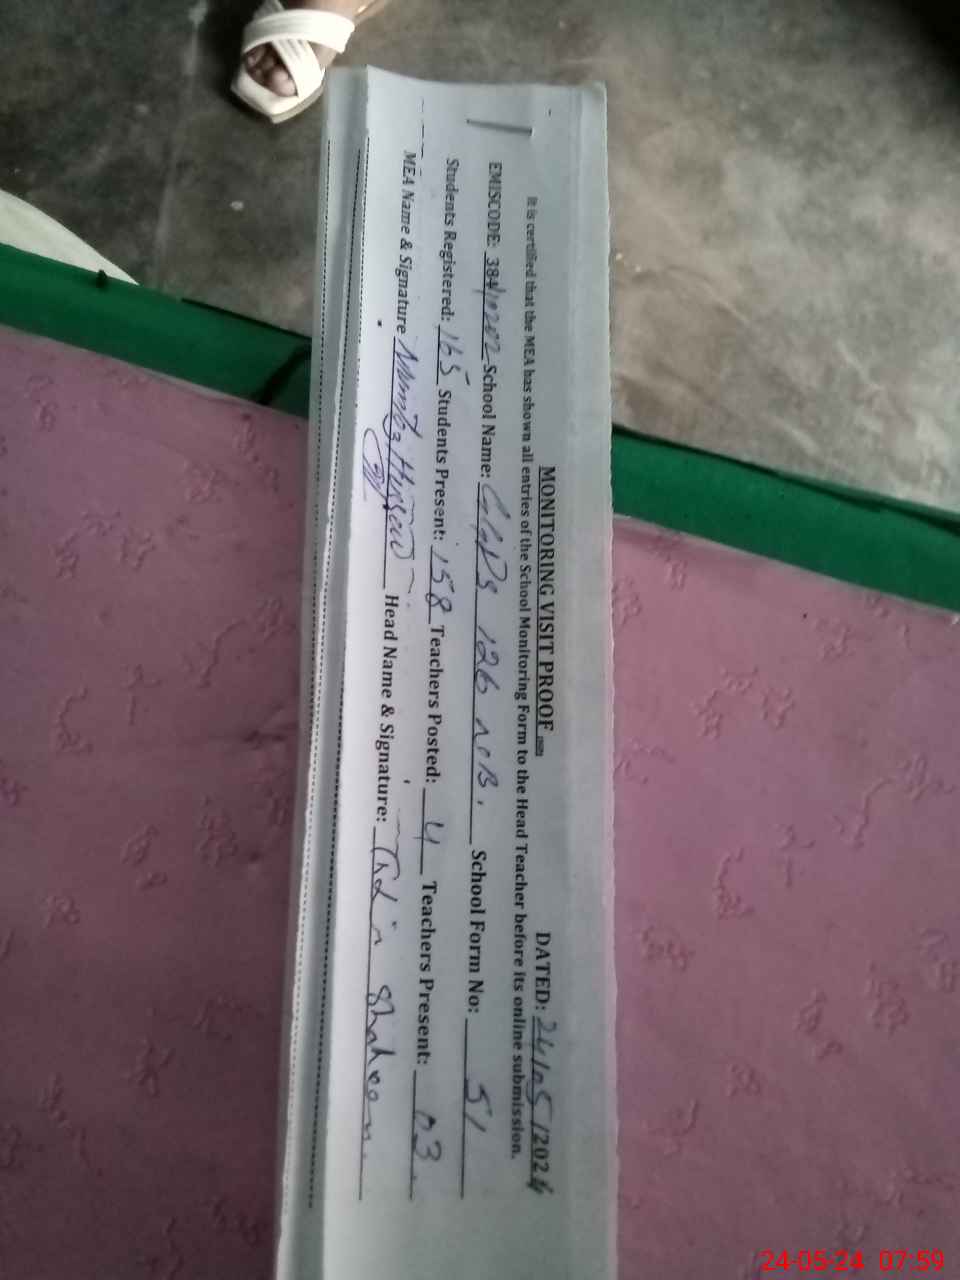 MONITORING VISIT PROOF DATED: 24/05/2024
It is certified that the MEA has shown all entries of the School Monitoring Form to the Head Teacher before its online submission.
EMISCODE: 384 School Name: 126 NB. School Form No: 51
Students Registered: 165 Students Present: 158 Teachers Posted: 4 Teachers Present: 03
MEA Name & Signature Head Name & Signature: Shaheen
24-05-24 07:59